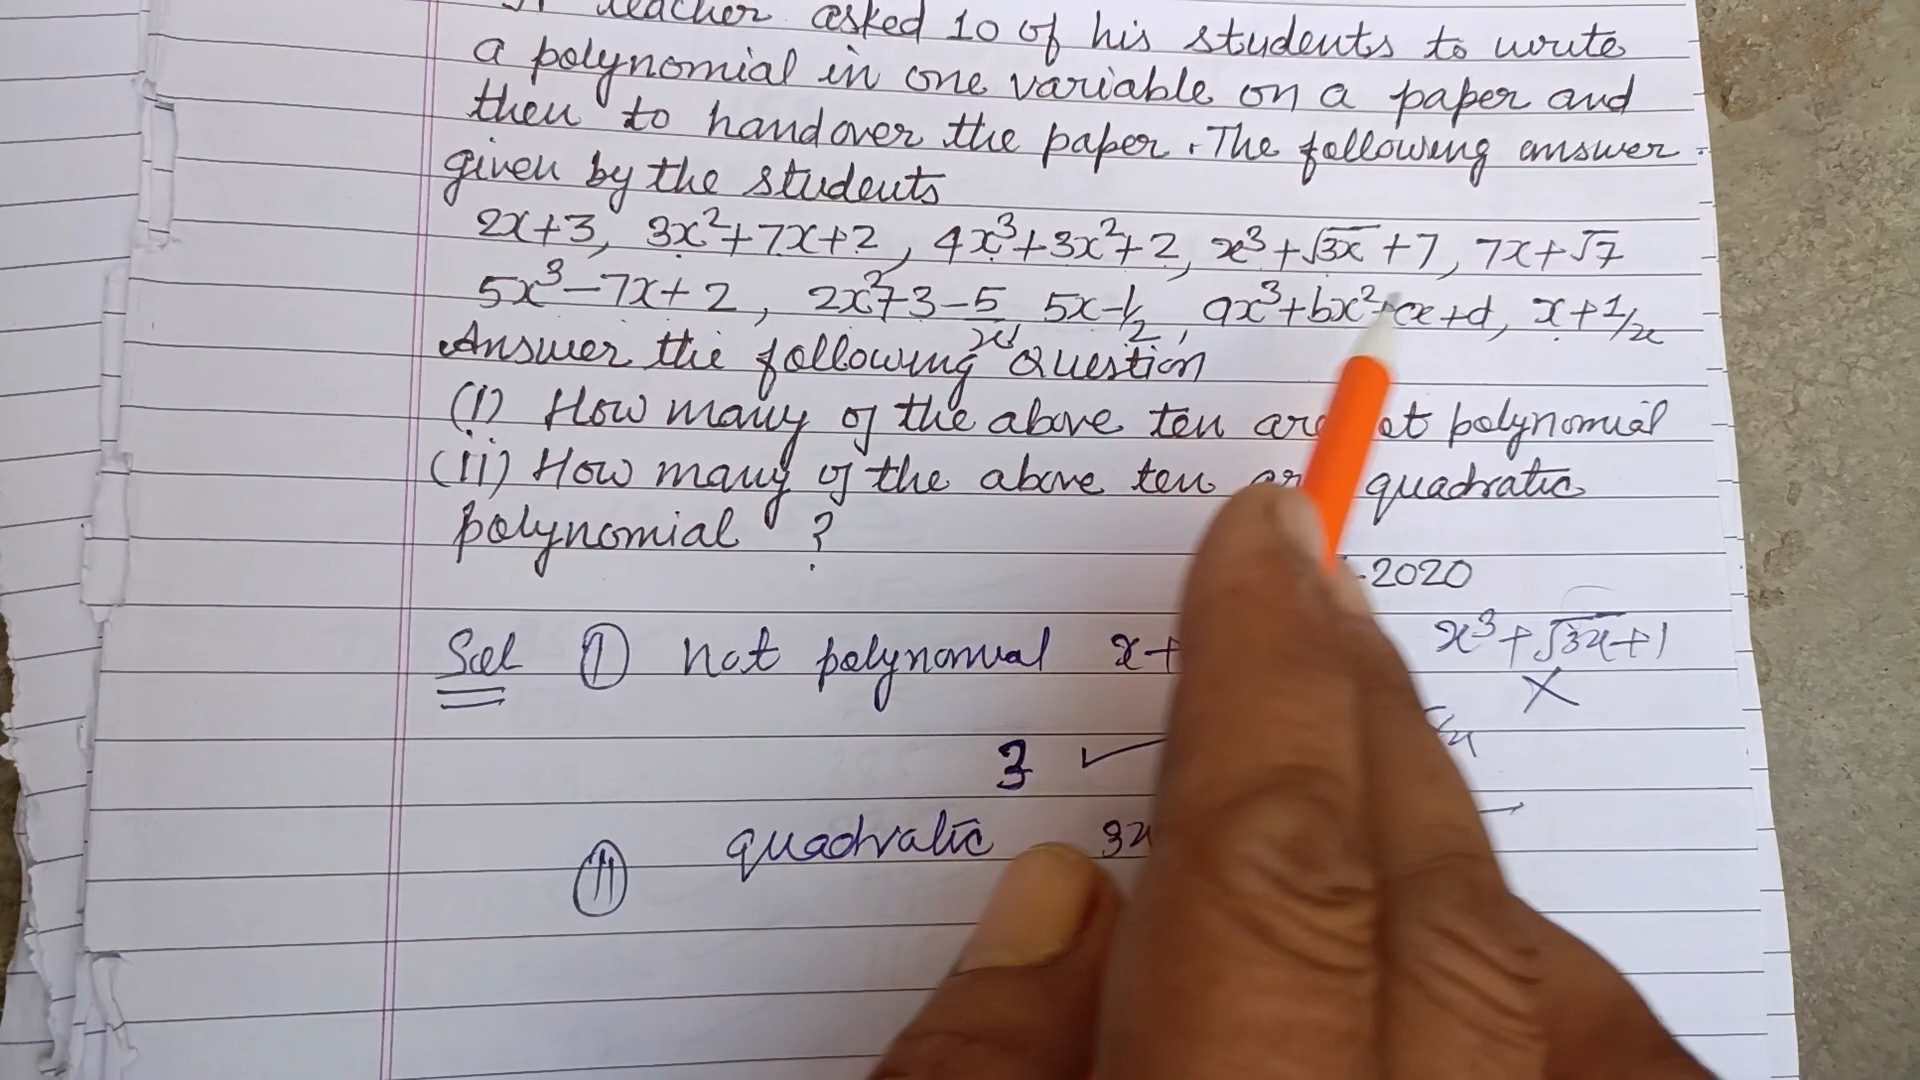 teacher asked 10 of his students to write
a polynomial in one variable on a paper and
then to handover the paper. The following answer
given by the students
2x+3, 3x²+7x+2, 4x³+3x²+2, x³+√3x+7, 7x+√7
5x³-7x+2, 2x²+3-5/x 5x-1/2, ax³+bx²+cx+d, x+1/x
Answer the following Question
(I) How many of the above ten are ot polynomial
(ii) How many of the above ten ar quadratic
polynomial ?
-2020
Sol (I) not polynomial x+ x³+√3x+1
X
3 ✓
(II) quadratic 3x